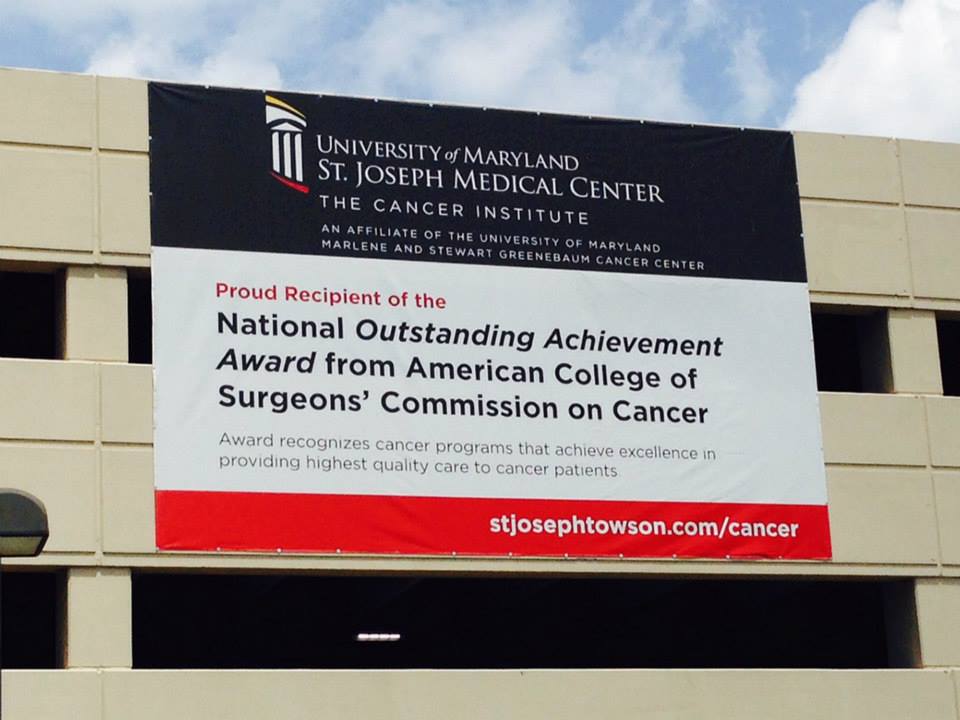 University of Maryland
St. Joseph Medical Center
The Cancer Institute
An Affiliate of the University of Maryland
Marlene and Stewart Greenebaum Cancer Center
Proud Recipient of the
National Outstanding Achievement
Award from American College of
Surgeons' Commission on Cancer
Award recognizes cancer programs that achieve excellence in
providing highest quality care to cancer patients.
stjosephtowson.com/cancer